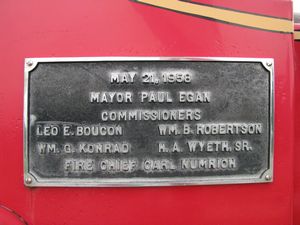 MAY 21, 1958
MAYOR PAUL EGAN
COMMISSIONERS
LEO E. BOUCON WM. B. ROBERTSON
WM. G. KONRAD H. A. WYETH, SR.
FIRE CHIEF CARL NUMRICH